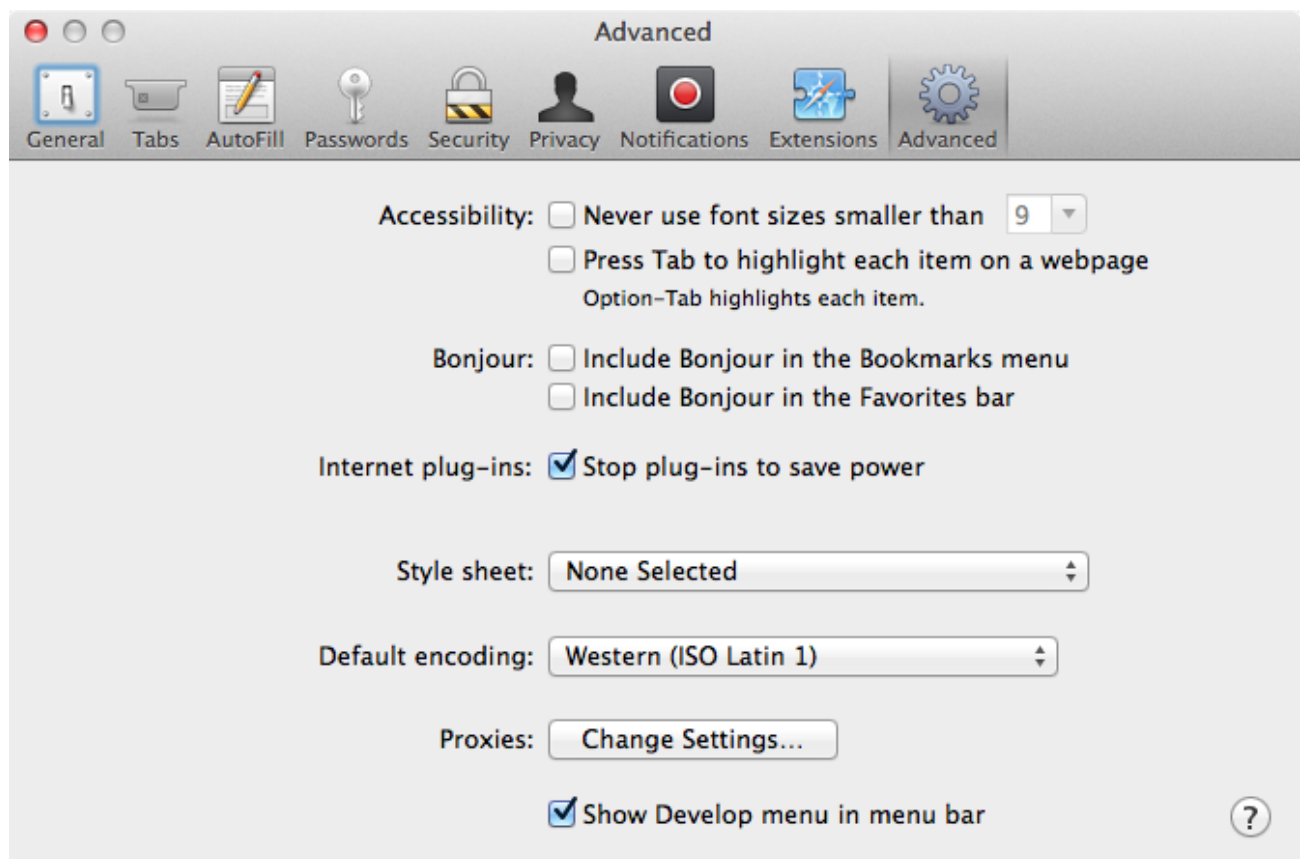 Advanced
General Tabs AutoFill Passwords Security Privacy Notifications Extensions Advanced
Accessibility: Never use font sizes smaller than 9
Press Tab to highlight each item on a webpage
Option-Tab highlights each item.
Bonjour: Include Bonjour in the Bookmarks menu
Include Bonjour in the Favorites bar
Internet plug-ins: Stop plug-ins to save power
Style sheet: None Selected
Default encoding: Western (ISO Latin 1)
Proxies: Change Settings...
Show Develop menu in menu bar ?